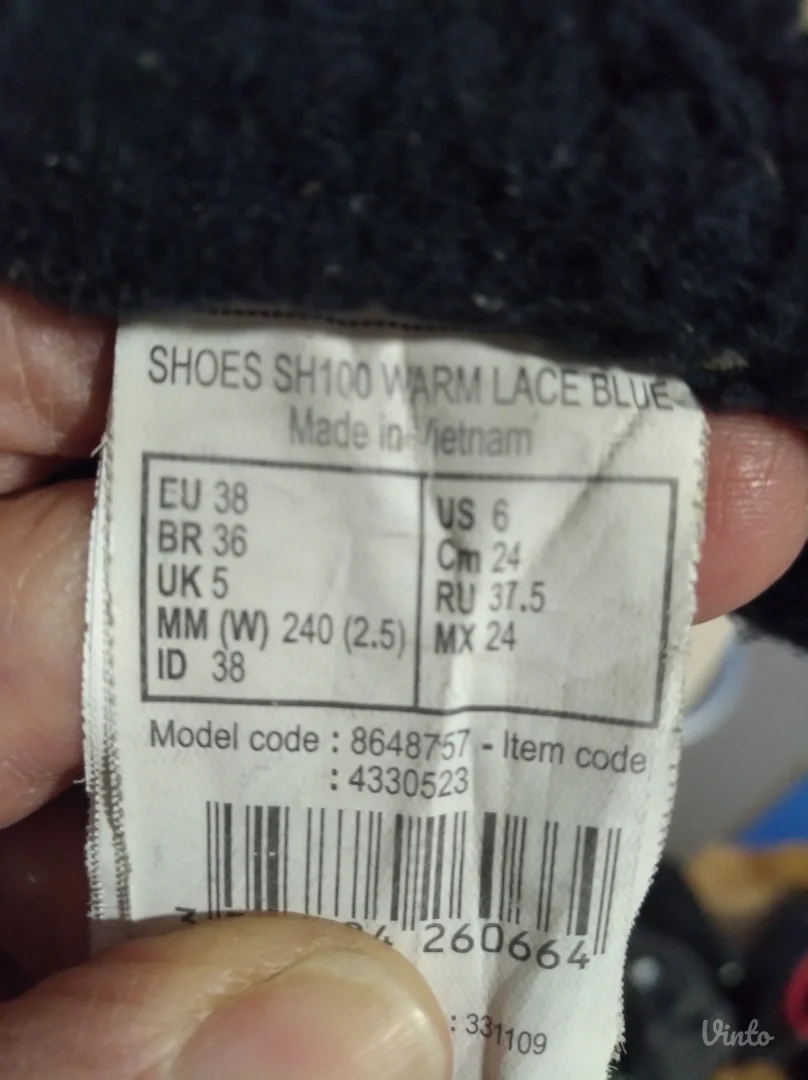 SHOES SH100 WARM LACE BLUE
Made in Vietnam
EU 38
BR 36
UK 5
MM (W) 240 (2.5)
ID 38
US 6
Cm 24
RU 37.5
MX 24
Model code : 8648757 - Item code
: 4330523
260664
: 331109
Vinto